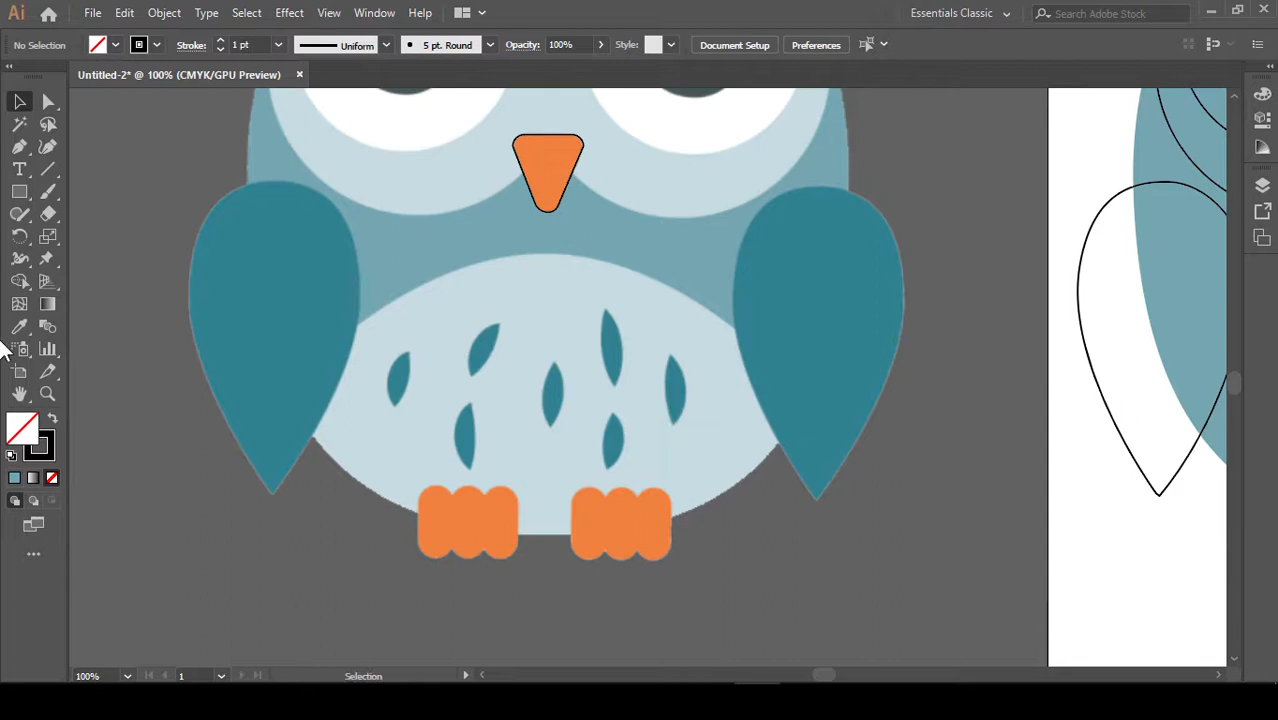 Ai File Edit Object Type Select Effect View Window Help Essentials Classic Search Adobe Stock
No Selection Stroke: 1 pt Uniform 5 pt. Round Opacity: 100% Style: Document Setup Preferences
Untitled-2* @ 100% (CMYK/GPU Preview)
100% 1 Selection